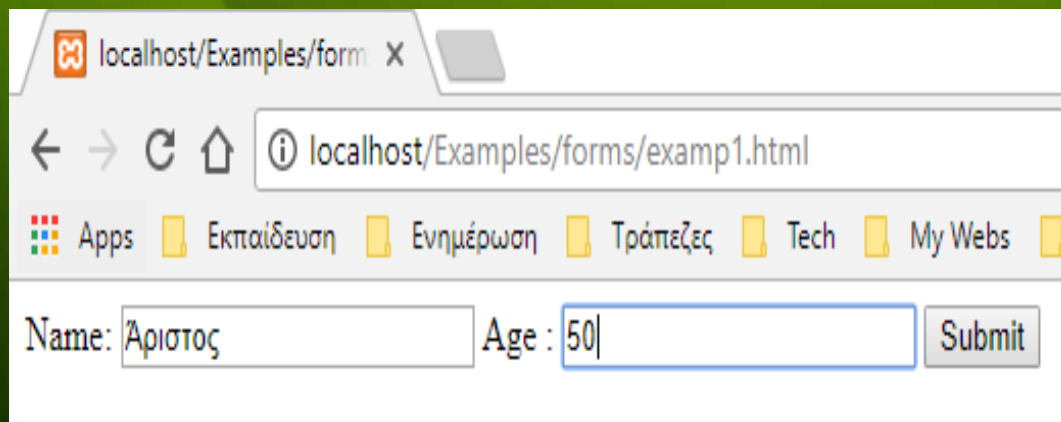 localhost/Examples/form
localhost/Examples/forms/examp1.html
Apps Εκπαίδευση Ενημέρωση Τράπεζες Tech My Webs
Name: Άριστος Age : 50 Submit